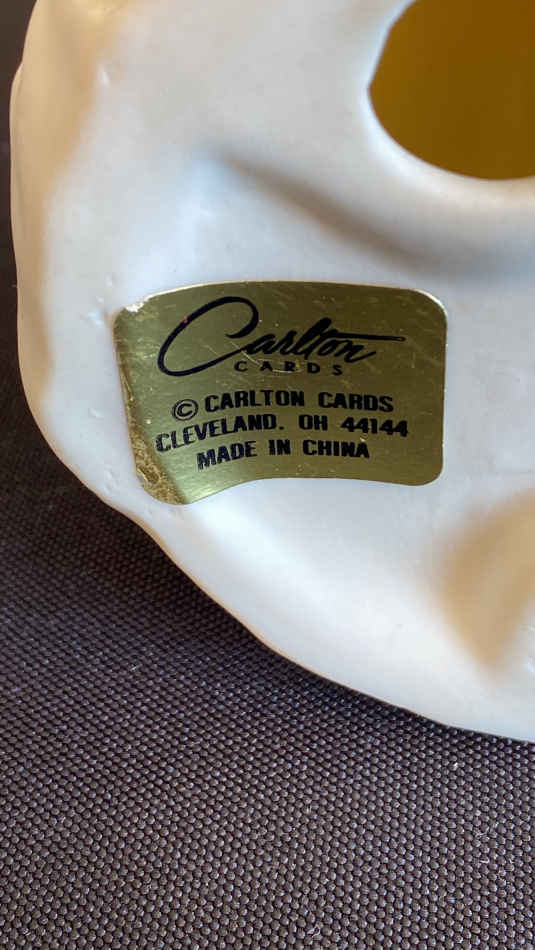 Carlton
CARDS
© CARLTON CARDS
CLEVELAND. OH 44144
MADE IN CHINA